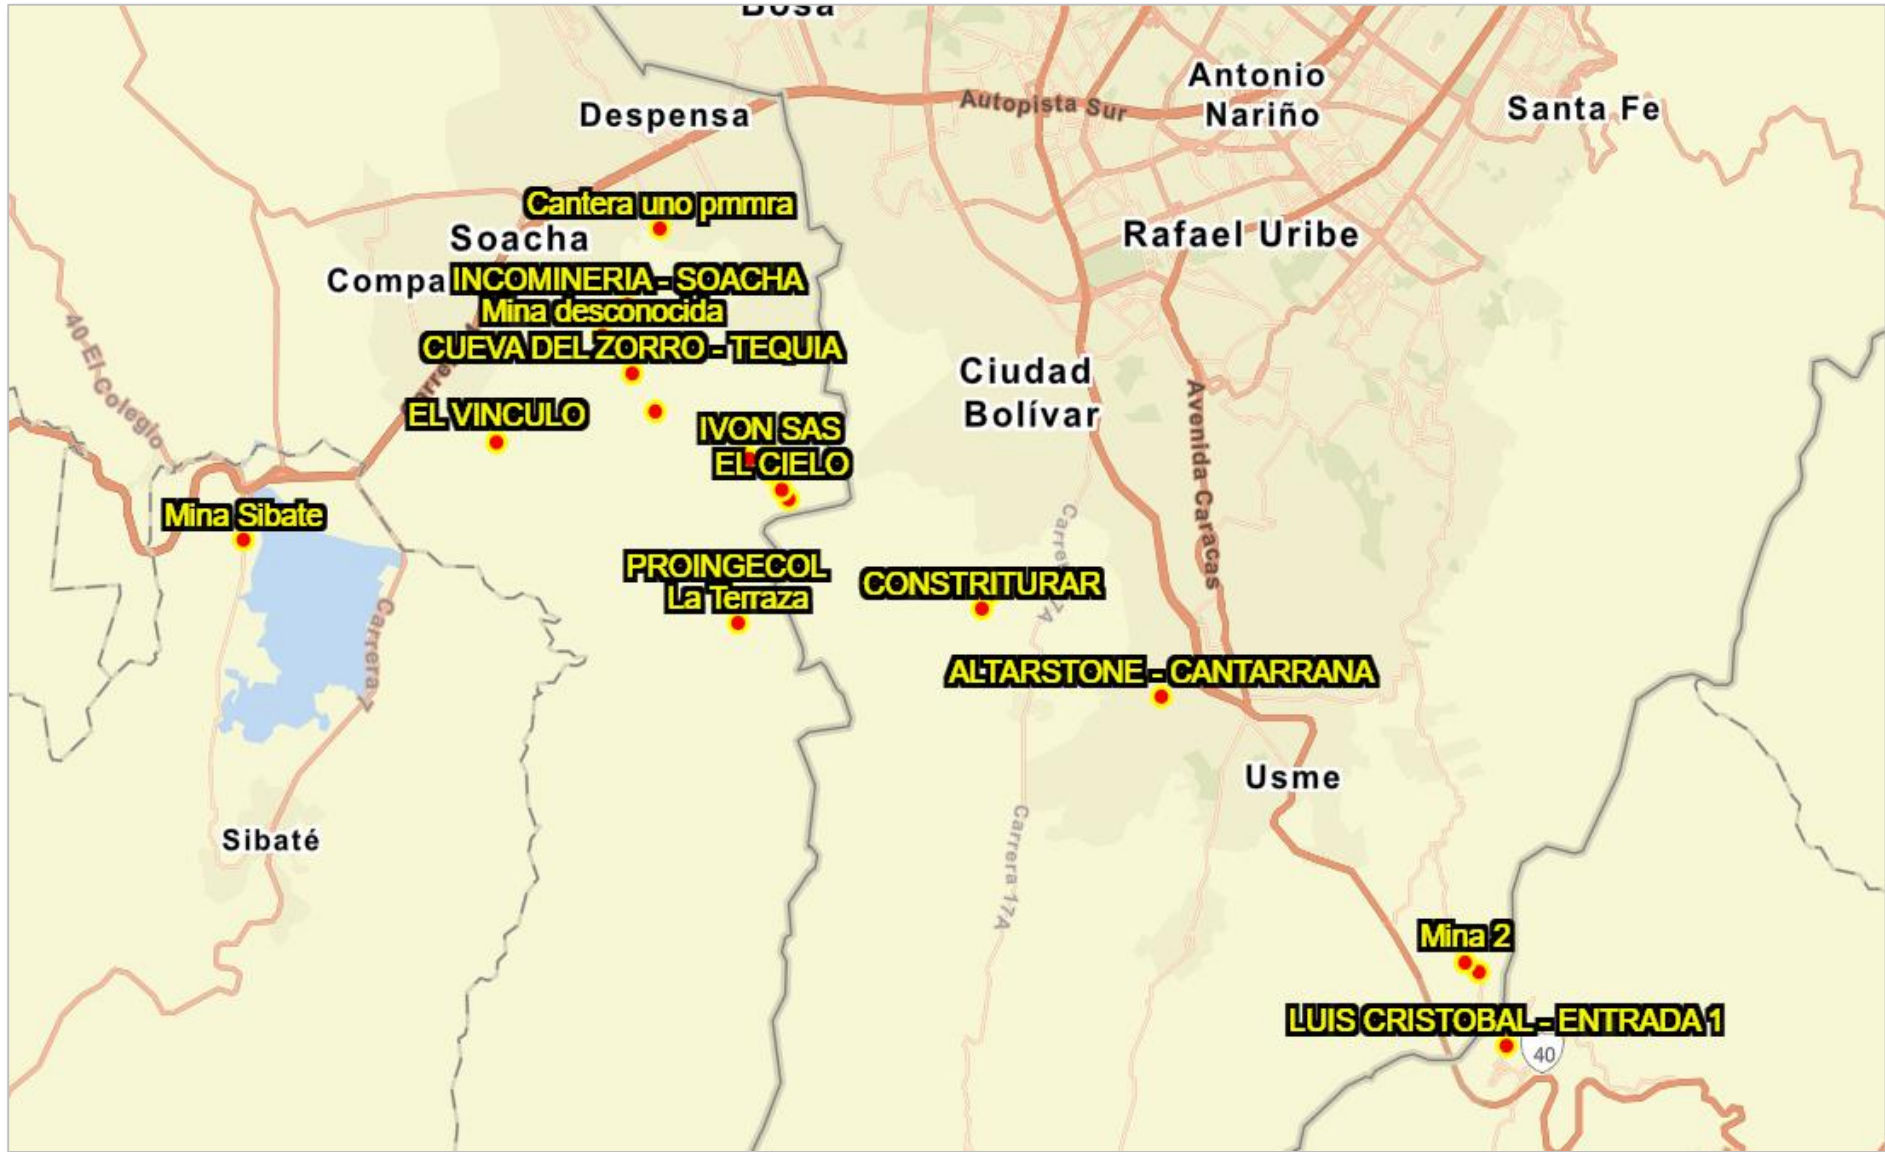 Bosa
Antonio
Nariño
Autopista Sur
Santa Fe
Despensa
Cantera uno pmmra
Soacha
Rafael Uribe
Compa
INCOMINERIA - SOACHA
Mina desconocida
CUEVA DEL ZORRO - TEQUIA
40-El Colegio
Ciudad
Bolívar
EL VINCULO
IVON SAS
EL CIELO
Avenida Caracas
Mina Sibate
PROINGECOL
La Terraza
CONSTRITURAR
Carrera 7
ALTARSTONE - CANTARRANA
Usme
Sibaté
Carrera 17A
Mina 2
LUIS CRISTOBAL - ENTRADA 1
40